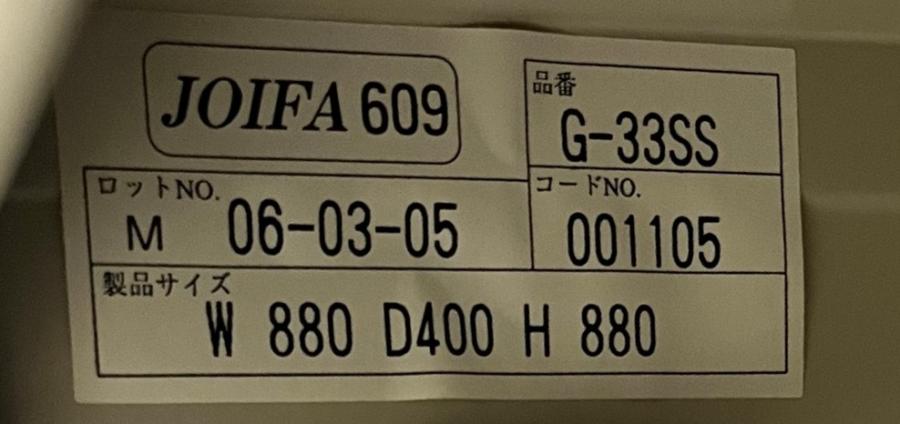 JOIFA 609
品番
G-33SS
ロットNO.
M 06-03-05
コードNO.
001105
製品サイズ
W 880 D400 H 880